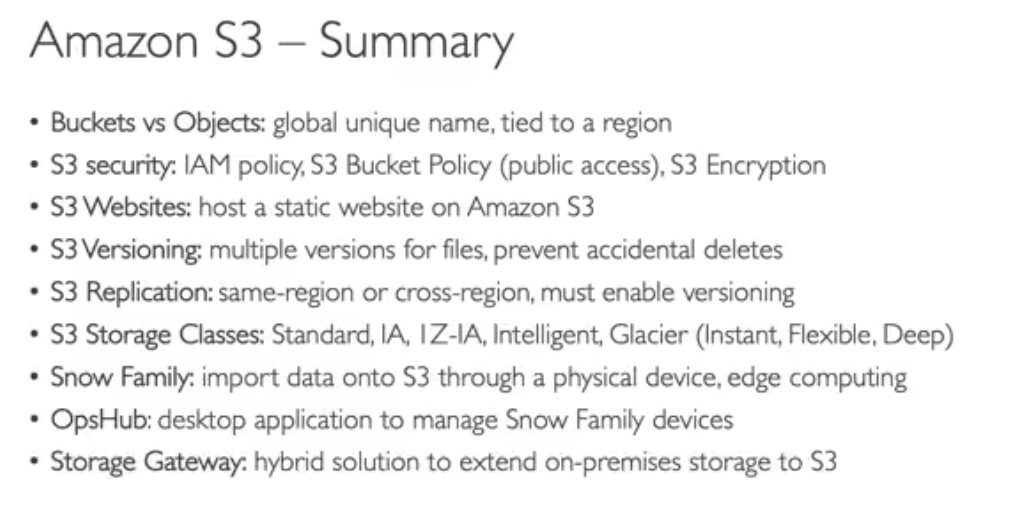 Amazon S3 – Summary
• Buckets vs Objects: global unique name, tied to a region
• S3 security: IAM policy, S3 Bucket Policy (public access), S3 Encryption
• S3 Websites: host a static website on Amazon S3
• S3 Versioning: multiple versions for files, prevent accidental deletes
• S3 Replication: same-region or cross-region, must enable versioning
• S3 Storage Classes: Standard, IA, 1Z-IA, Intelligent, Glacier (Instant, Flexible, Deep)
• Snow Family: import data onto S3 through a physical device, edge computing
• OpsHub: desktop application to manage Snow Family devices
• Storage Gateway: hybrid solution to extend on-premises storage to S3